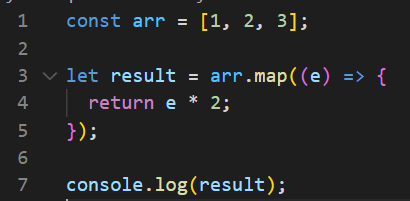 1 const arr = [1, 2, 3];
2
3 let result = arr.map((e) => {
4   return e * 2;
5 });
6
7 console.log(result);